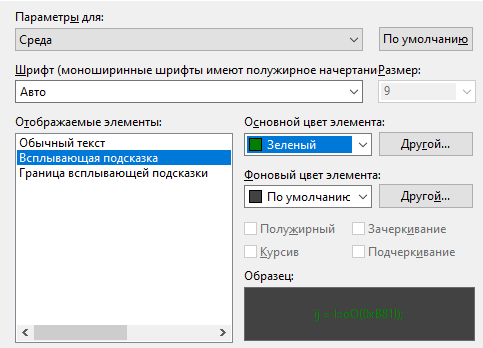 Параметры для:
Среда
По умолчанию
Шрифт (моноширинные шрифты имеют полужирное начертани
Размер:
Авто
9
Отображаемые элементы:
Обычный текст
Всплывающая подсказка
Граница всплывающей подсказки
Основной цвет элемента:
Зеленый
Другой...
Фоновый цвет элемента:
По умолчанию
Другой...
Полужирный
Зачеркивание
Курсив
Подчеркивание
Образец:
ij = I::oO(0xB81l);